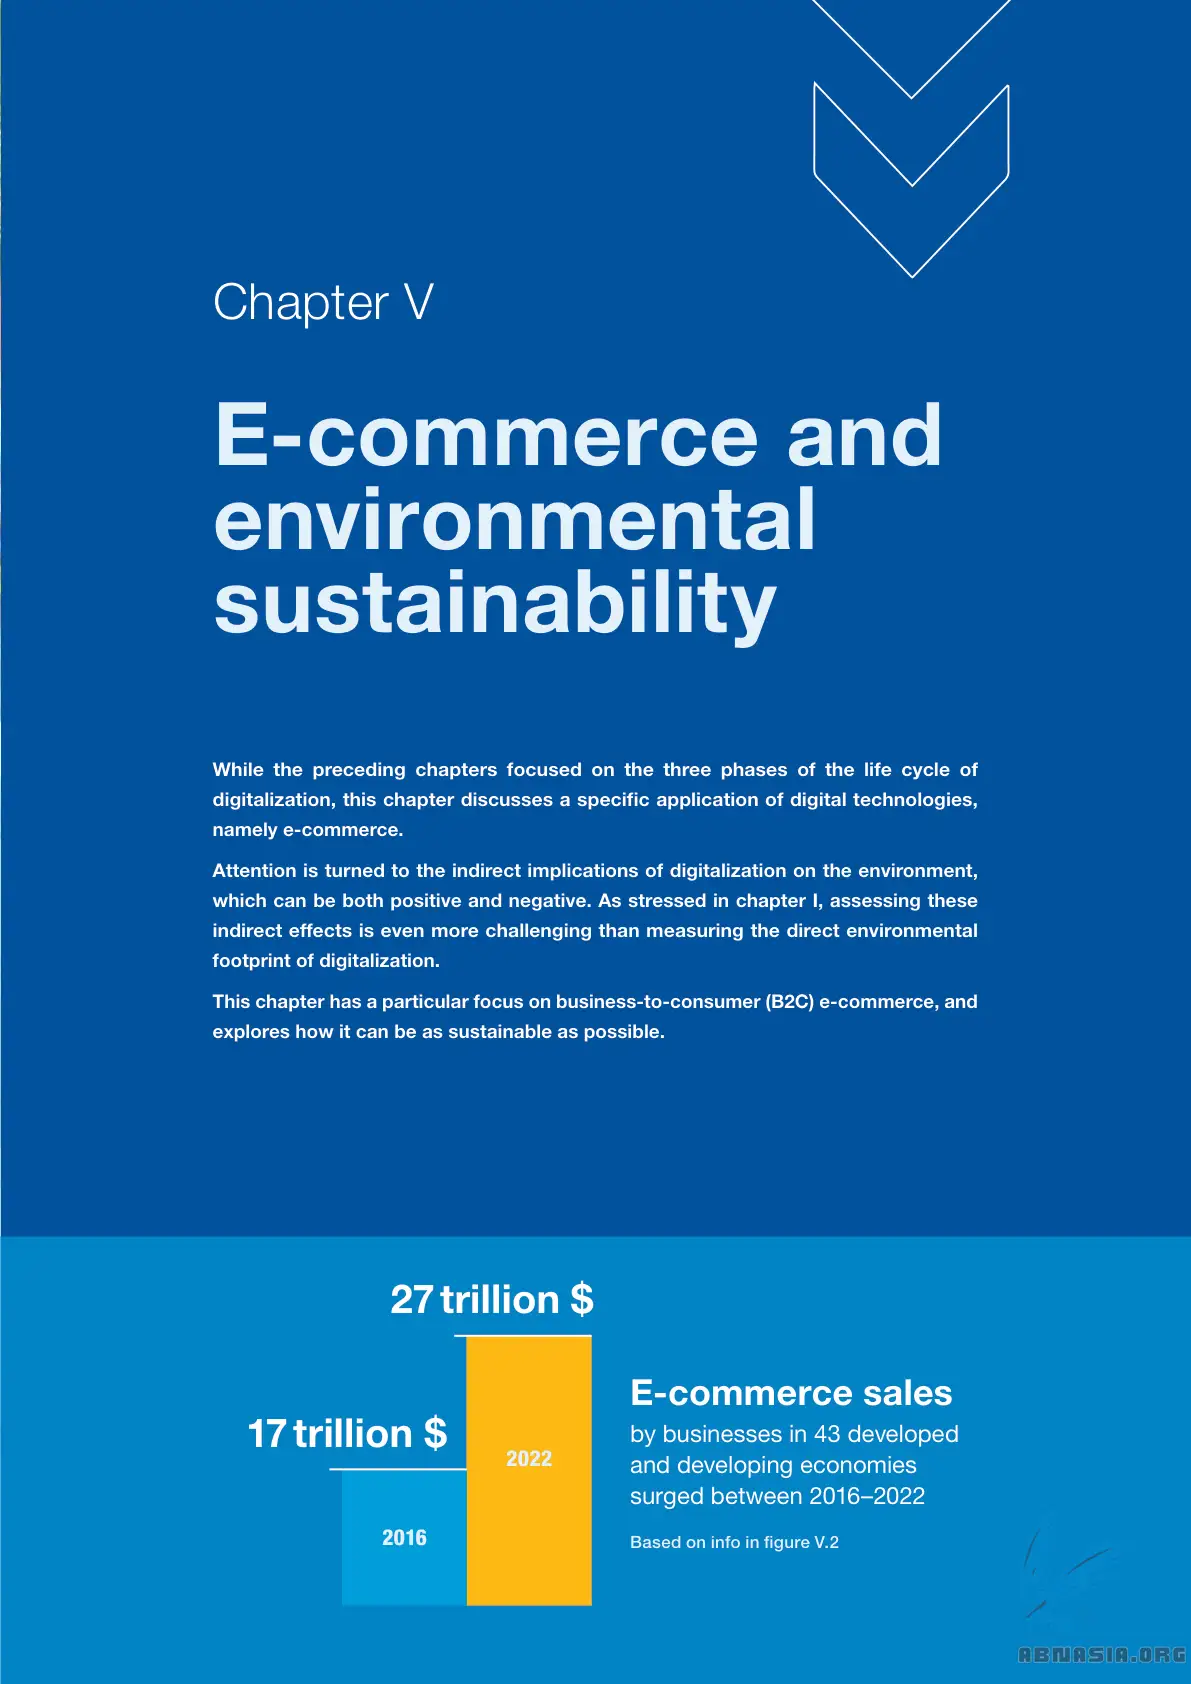 Chapter V
E-commerce and
environmental
sustainability
While the preceding chapters focused on the three phases of the life cycle of
digitalization, this chapter discusses a specific application of digital technologies,
namely e-commerce.
Attention is turned to the indirect implications of digitalization on the environment,
which can be both positive and negative. As stressed in chapter I, assessing these
indirect effects is even more challenging than measuring the direct environmental
footprint of digitalization.
This chapter has a particular focus on business-to-consumer (B2C) e-commerce, and
explores how it can be as sustainable as possible.
27 trillion $
17 trillion $
2022
2016
E-commerce sales
by businesses in 43 developed
and developing economies
surged between 2016–2022
Based on info in figure V.2
ABNASIA.ORG